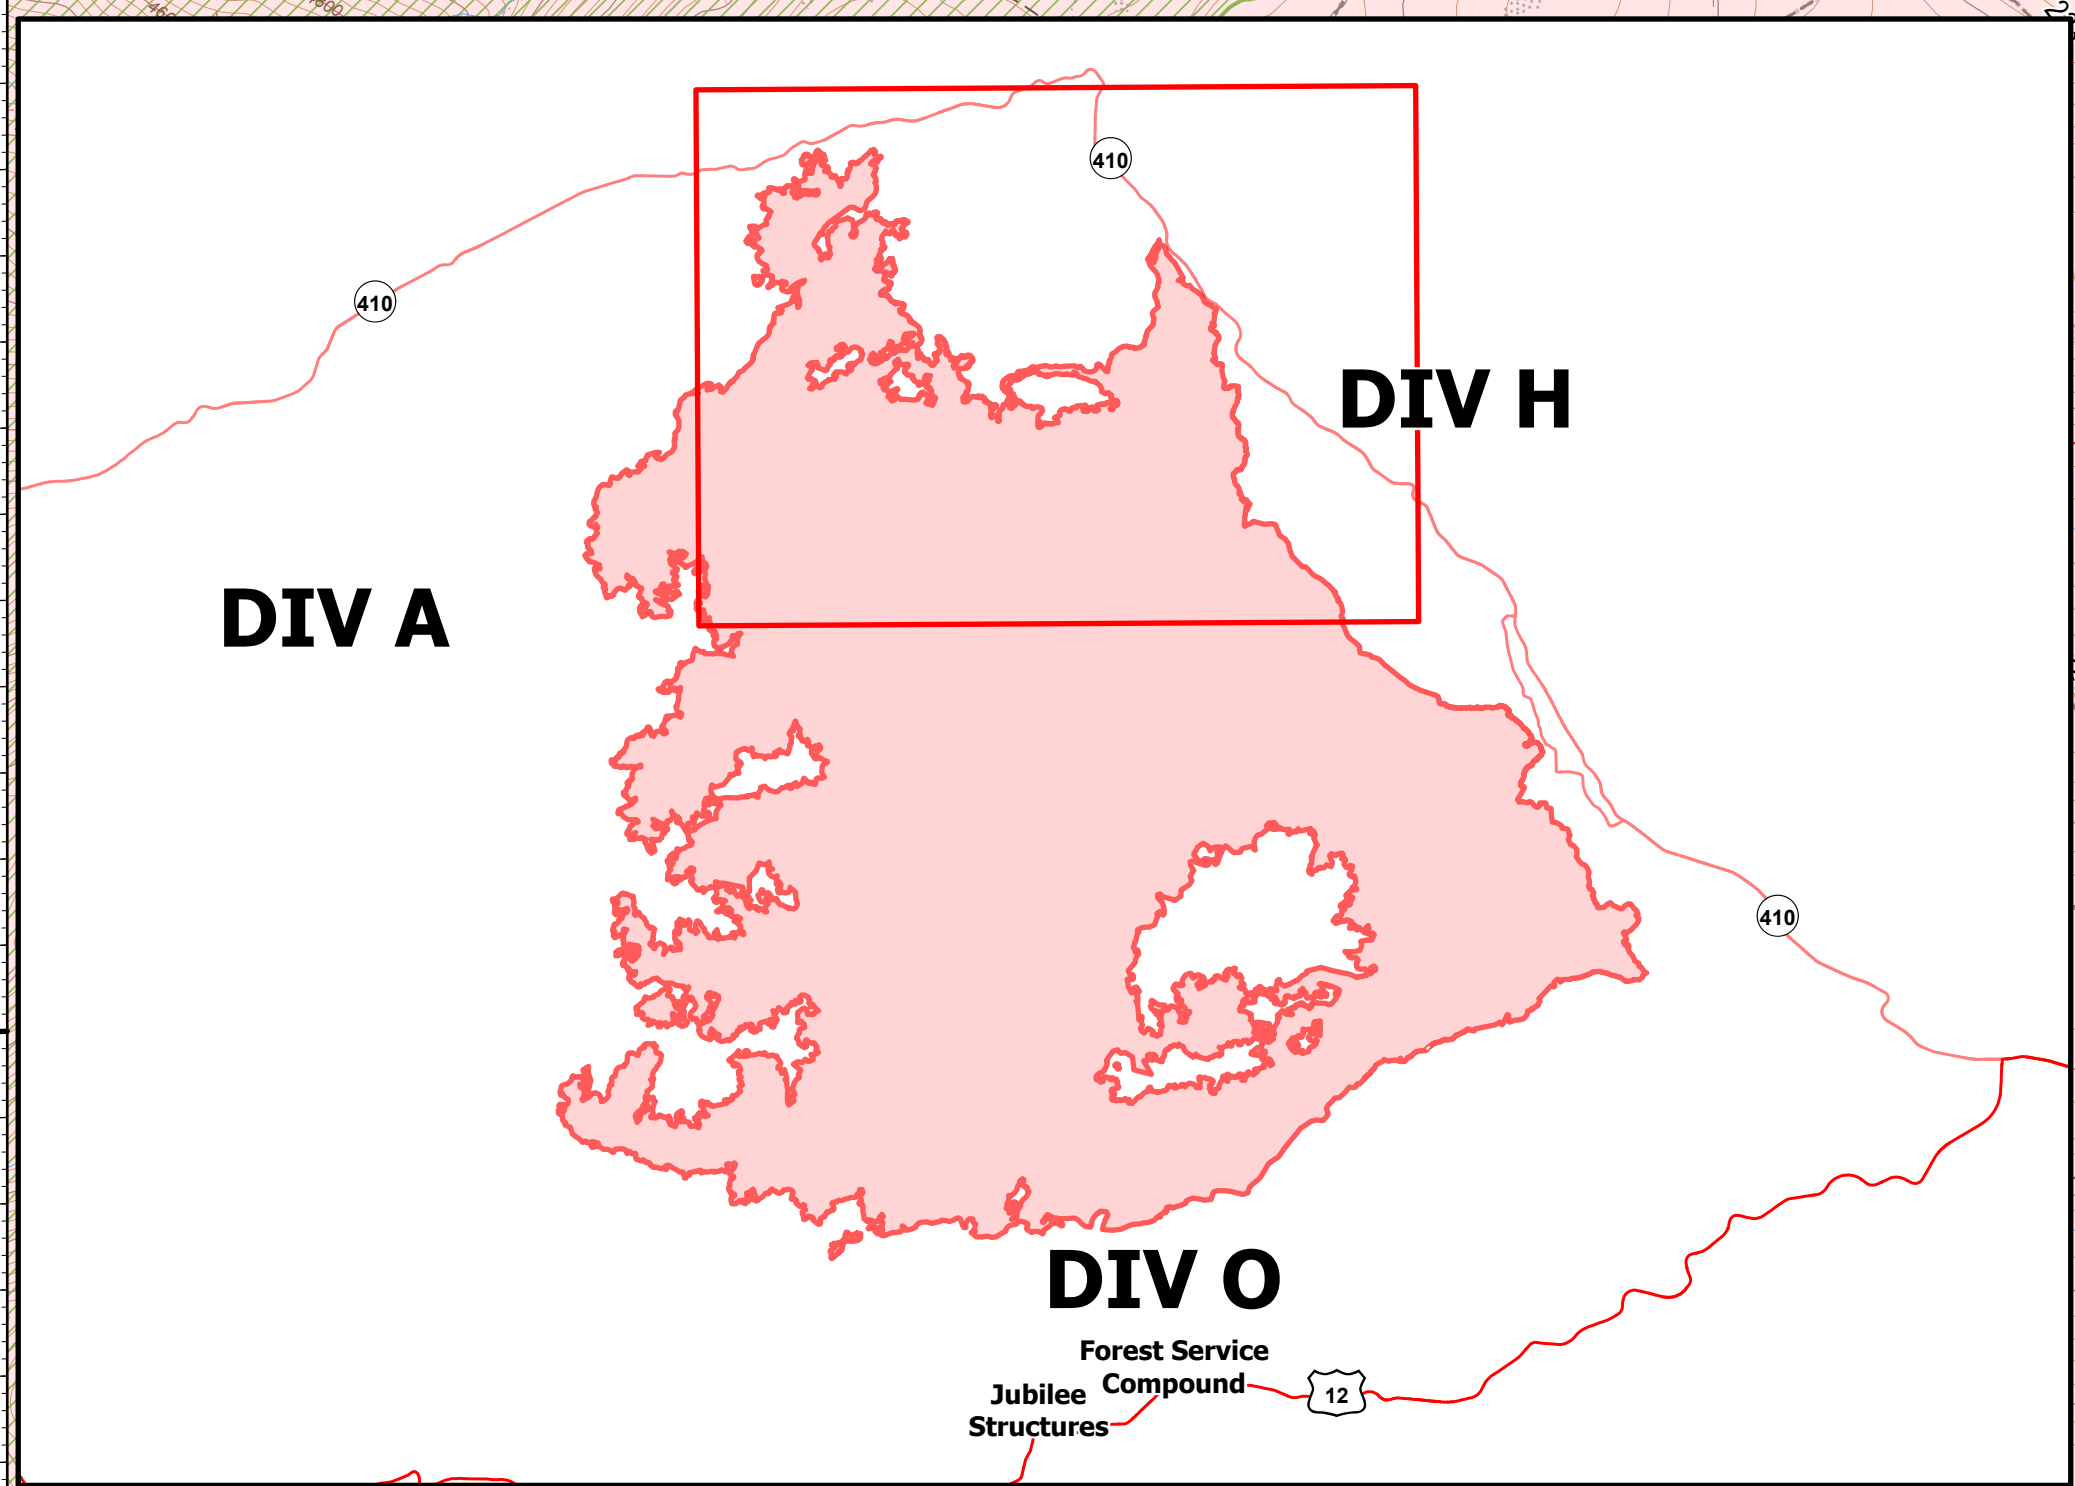 410
410
DIV H
DIV A
410
DIV O
Forest Service
Compound
12
Jubilee
Structures